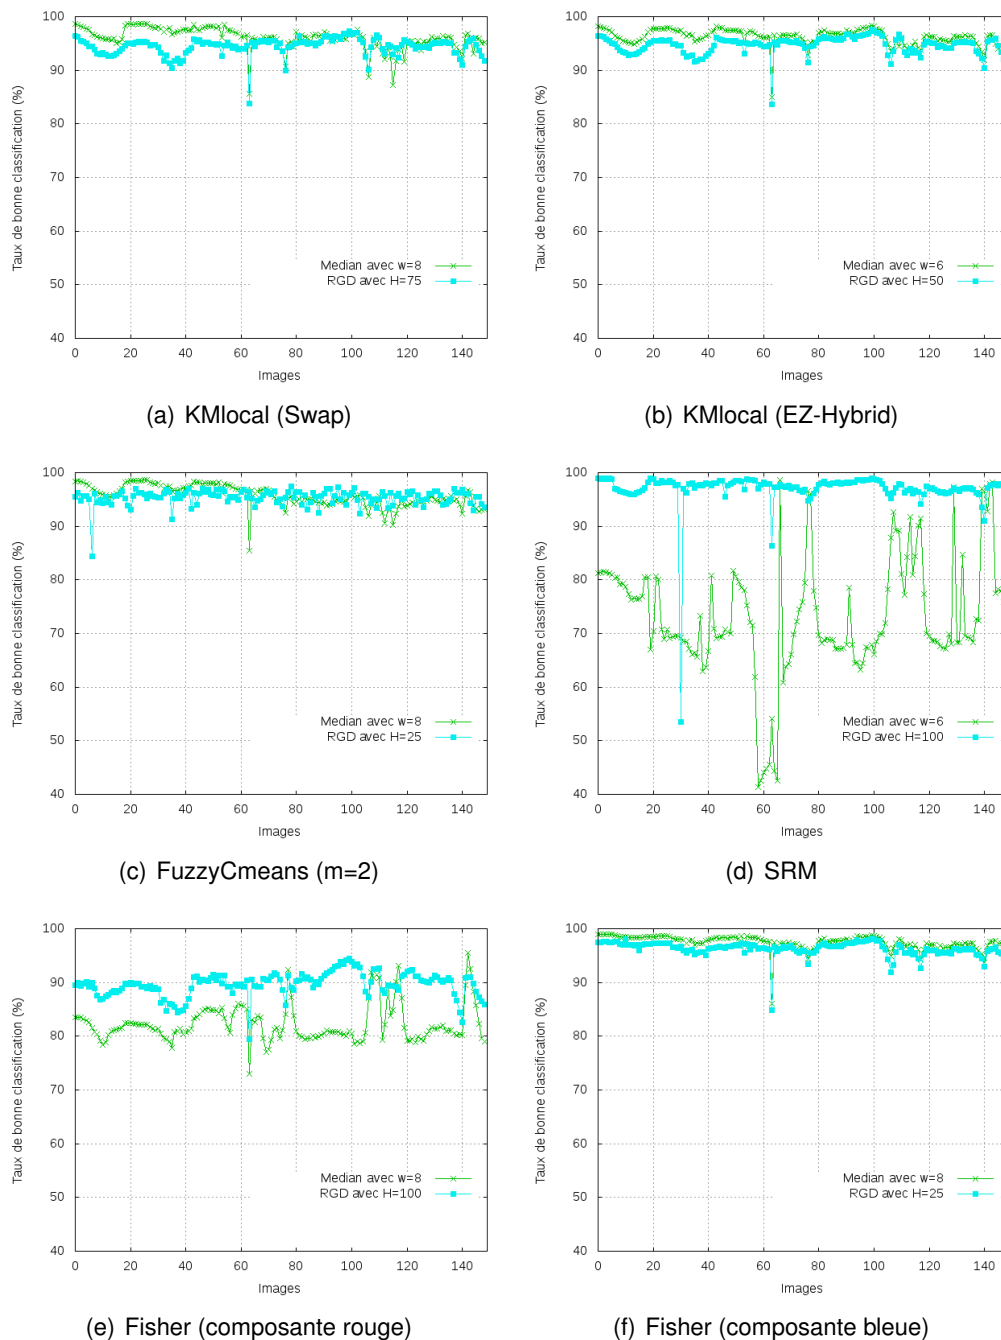 100
90
80
70
60
50
40
Taux de bonne classification (%)
Median avec w=8
RGD avec H=75
0 20 40 60 80 100 120 140
Images
(a) KMlocal (Swap)
100
90
80
70
60
50
40
Taux de bonne classification (%)
Median avec w=6
RGD avec H=50
0 20 40 60 80 100 120 140
Images
(b) KMlocal (EZ-Hybrid)
100
90
80
70
60
50
40
Taux de bonne classification (%)
Median avec w=8
RGD avec H=25
0 20 40 60 80 100 120 140
Images
(c) FuzzyCmeans (m=2)
100
90
80
70
60
50
40
Taux de bonne classification (%)
Median avec w=6
RGD avec H=100
0 20 40 60 80 100 120 140
Images
(d) SRM
100
90
80
70
60
50
40
Taux de bonne classification (%)
Median avec w=8
RGD avec H=100
0 20 40 60 80 100 120 140
Images
(e) Fisher (composante rouge)
100
90
80
70
60
50
40
Taux de bonne classification (%)
Median avec w=8
RGD avec H=25
0 20 40 60 80 100 120 140
Images
(f) Fisher (composante bleue)